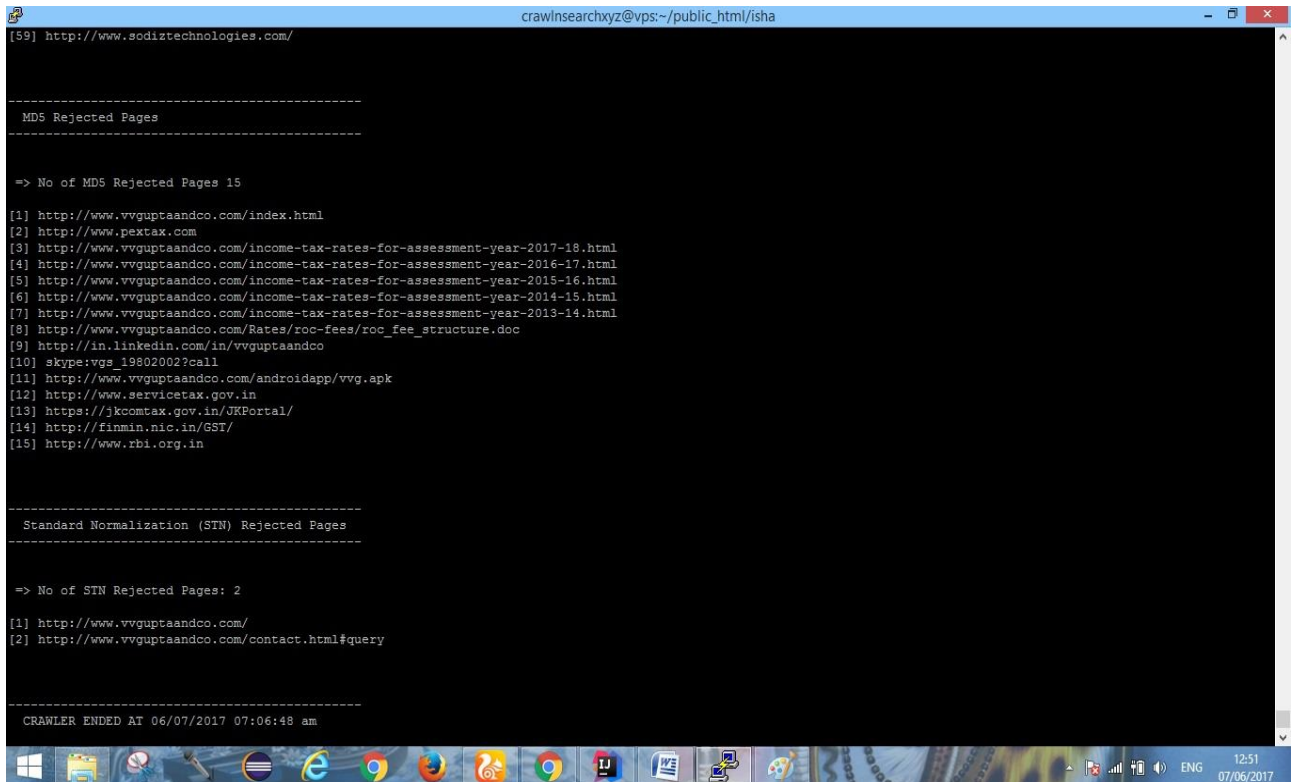 crawlnsearchxyz@vps:~/public_html/isha
[59] http://www.sodiztechnologies.com/
-----------------------------------------------
MD5 Rejected Pages
-----------------------------------------------
=> No of MD5 Rejected Pages 15
[1] http://www.vvguptaandco.com/index.html
[2] http://www.pextax.com
[3] http://www.vvguptaandco.com/income-tax-rates-for-assessment-year-2017-18.html
[4] http://www.vvguptaandco.com/income-tax-rates-for-assessment-year-2016-17.html
[5] http://www.vvguptaandco.com/income-tax-rates-for-assessment-year-2015-16.html
[6] http://www.vvguptaandco.com/income-tax-rates-for-assessment-year-2014-15.html
[7] http://www.vvguptaandco.com/income-tax-rates-for-assessment-year-2013-14.html
[8] http://www.vvguptaandco.com/Rates/roc-fees/roc_fee_structure.doc
[9] http://in.linkedin.com/in/vvguptaandco
[10] skype:vgs_19802002?call
[11] http://www.vvguptaandco.com/androidapp/vvg.apk
[12] http://www.servicetax.gov.in
[13] https://jkcomtax.gov.in/JKPortal/
[14] http://finmin.nic.in/GST/
[15] http://www.rbi.org.in
-----------------------------------------------
Standard Normalization (STN) Rejected Pages
-----------------------------------------------
=> No of STN Rejected Pages: 2
[1] http://www.vvguptaandco.com/
[2] http://www.vvguptaandco.com/contact.html#query
-----------------------------------------------
CRAWLER ENDED AT 06/07/2017 07:06:48 am
ENG
12:51
07/06/2017